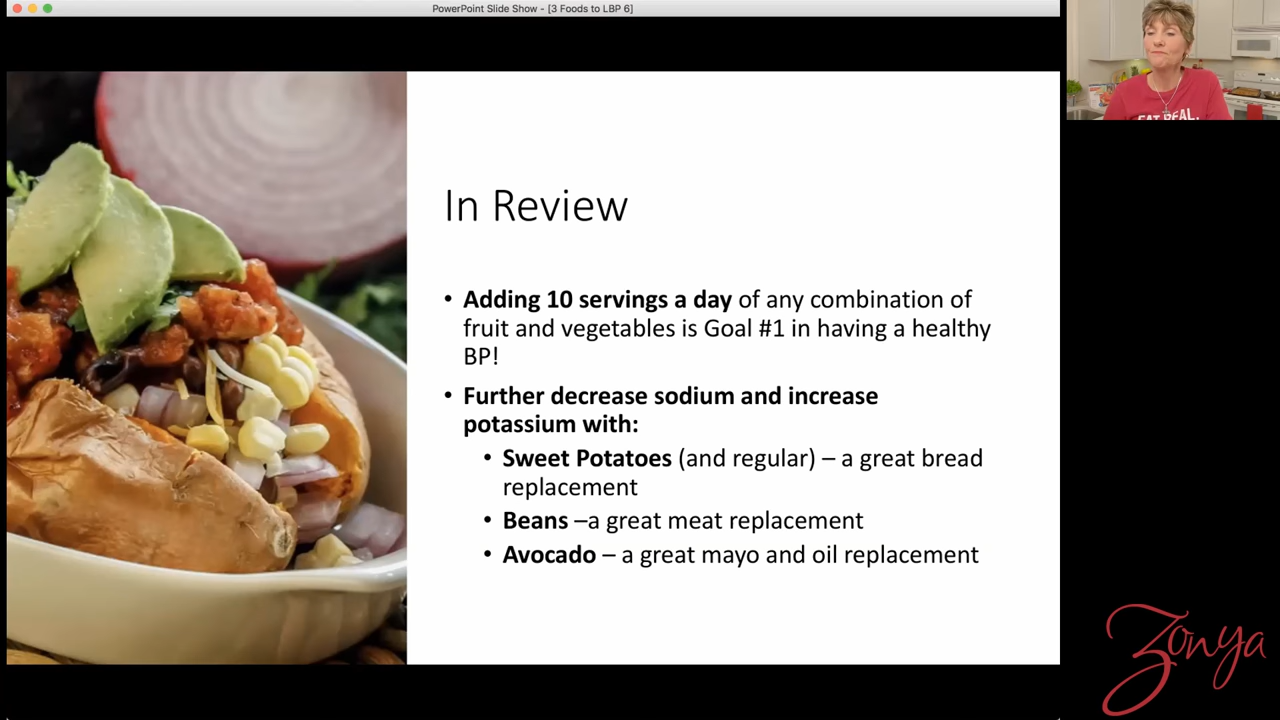 PowerPoint Slide Show - [3 Foods to LBP 6]
EAT REAL.
In Review
• Adding 10 servings a day of any combination of
fruit and vegetables is Goal #1 in having a healthy
BP!
• Further decrease sodium and increase
potassium with:
• Sweet Potatoes (and regular) – a great bread
replacement
• Beans –a great meat replacement
• Avocado – a great mayo and oil replacement
Zonya